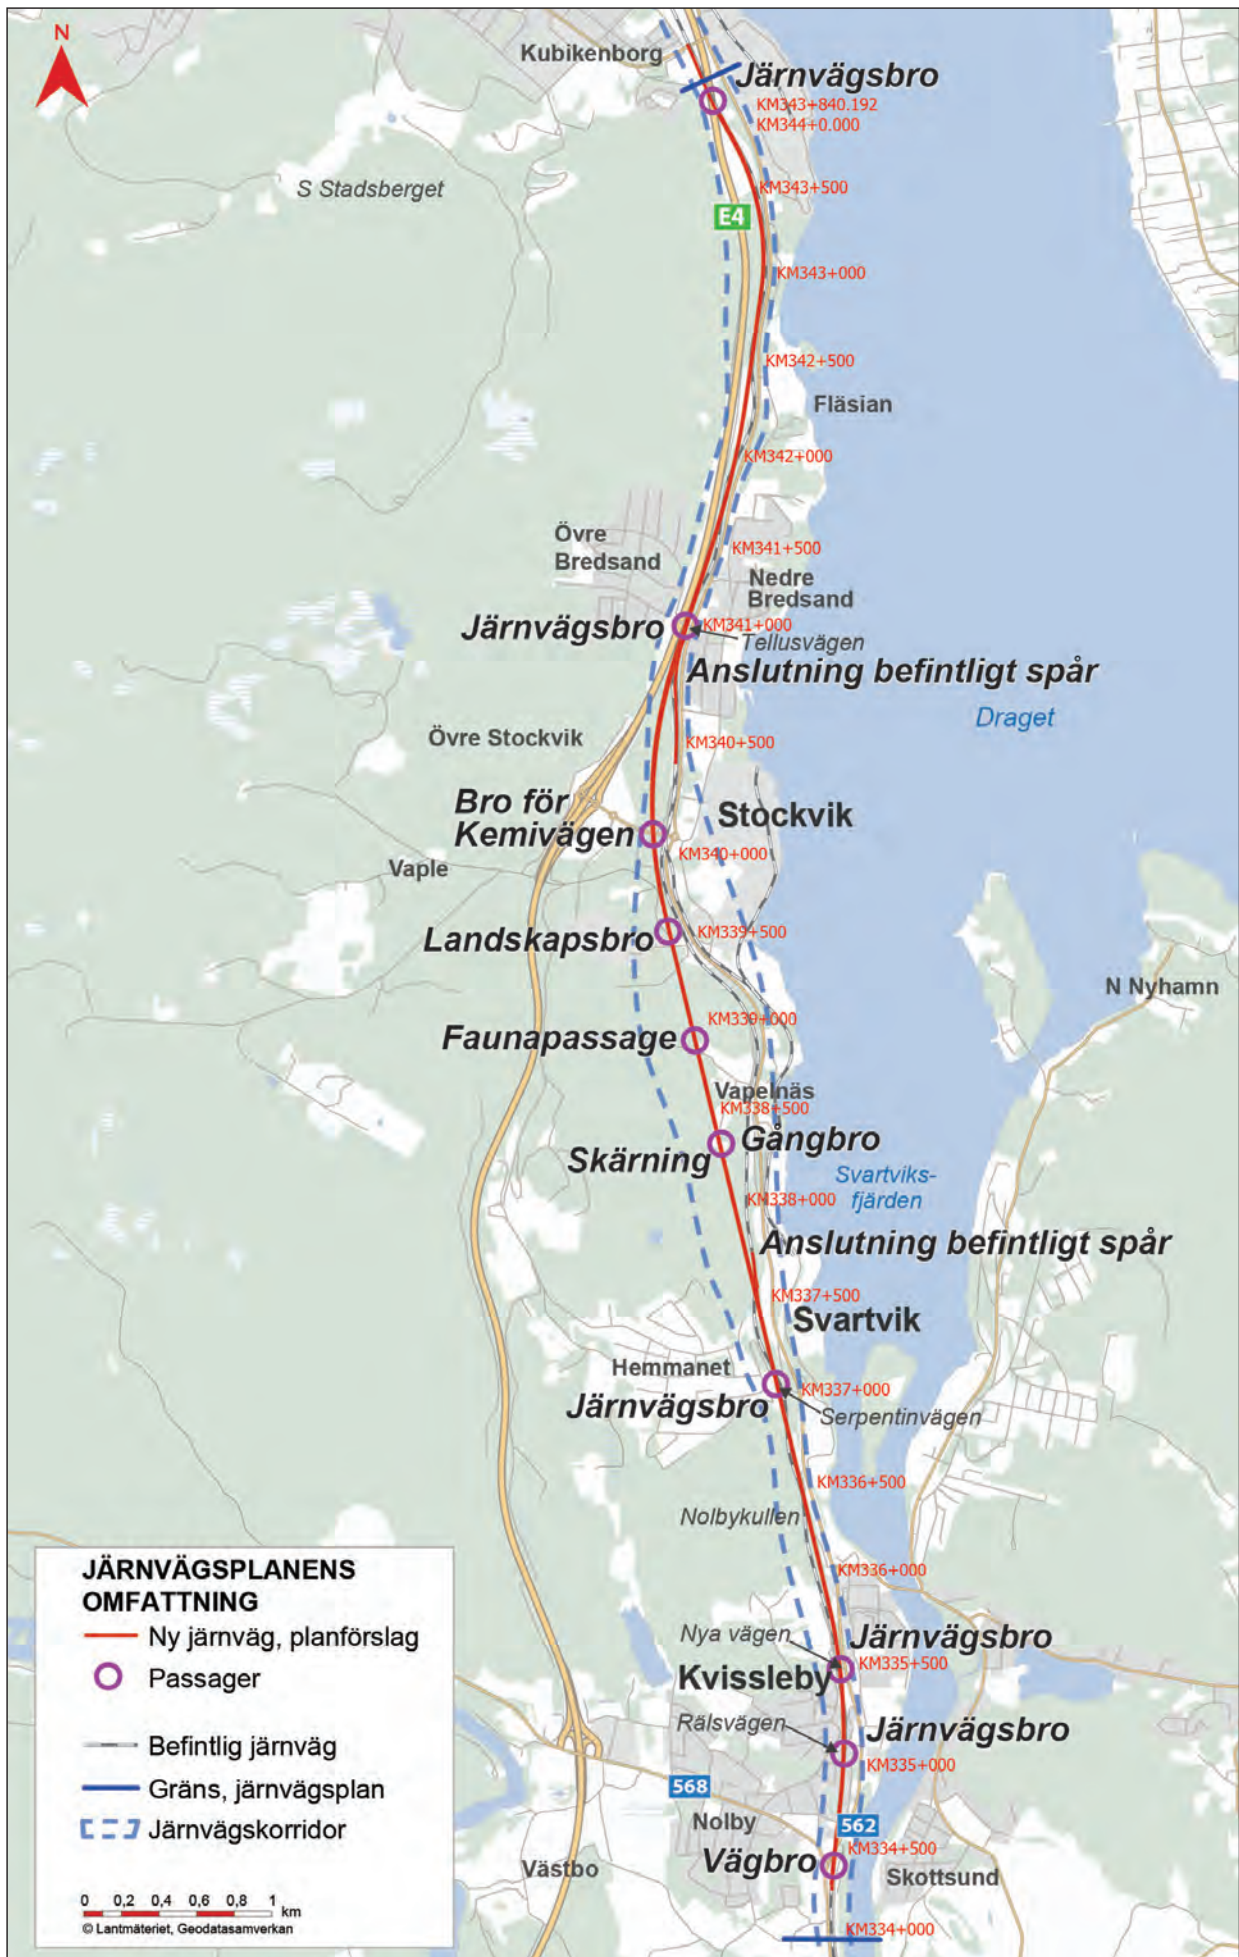 N
Kubikenborg
Järnvägsbro
KM343+840.192
KM344+0.000
S Stadsberget
KM343+500
E4
KM343+000
KM342+500
Fläsian
KM342+000
Övre
Bredsand
KM341+500
Nedre
Bredsand
Järnvägsbro
KM341+000
Tellusvägen
Anslutning befintligt spår
Draget
Övre Stockvik
KM340+500
Bro för
Kemivägen
Stockvik
KM340+000
Vaple
Landskapsbro
KM339+500
N Nyhamn
KM339+000
Faunapassage
Vapelnäs
KM338+500
Gångbro
Skärning
Svartviks-
fjärden
KM338+000
Anslutning befintligt spår
KM337+500
Svartvik
Hemmanet
KM337+000
Järnvägsbro
Serpentinvägen
KM336+500
Nolbykullen
KM336+000
Nya vägen
Järnvägsbro
KM335+500
Kvissleby
Rälsvägen
Järnvägsbro
KM335+000
568
Nolby
562
KM334+500
Vägbro
Västbo
Skottsund
KM334+000
JÄRNVÄGSPLANENS
OMFATTNING
Ny järnväg, planförslag
Passager
Befintlig järnväg
Gräns, järnvägsplan
Järnvägskorridor
0 0,2 0,4 0,6 0,8 1
km
© Lantmäteriet, Geodatasamverkan